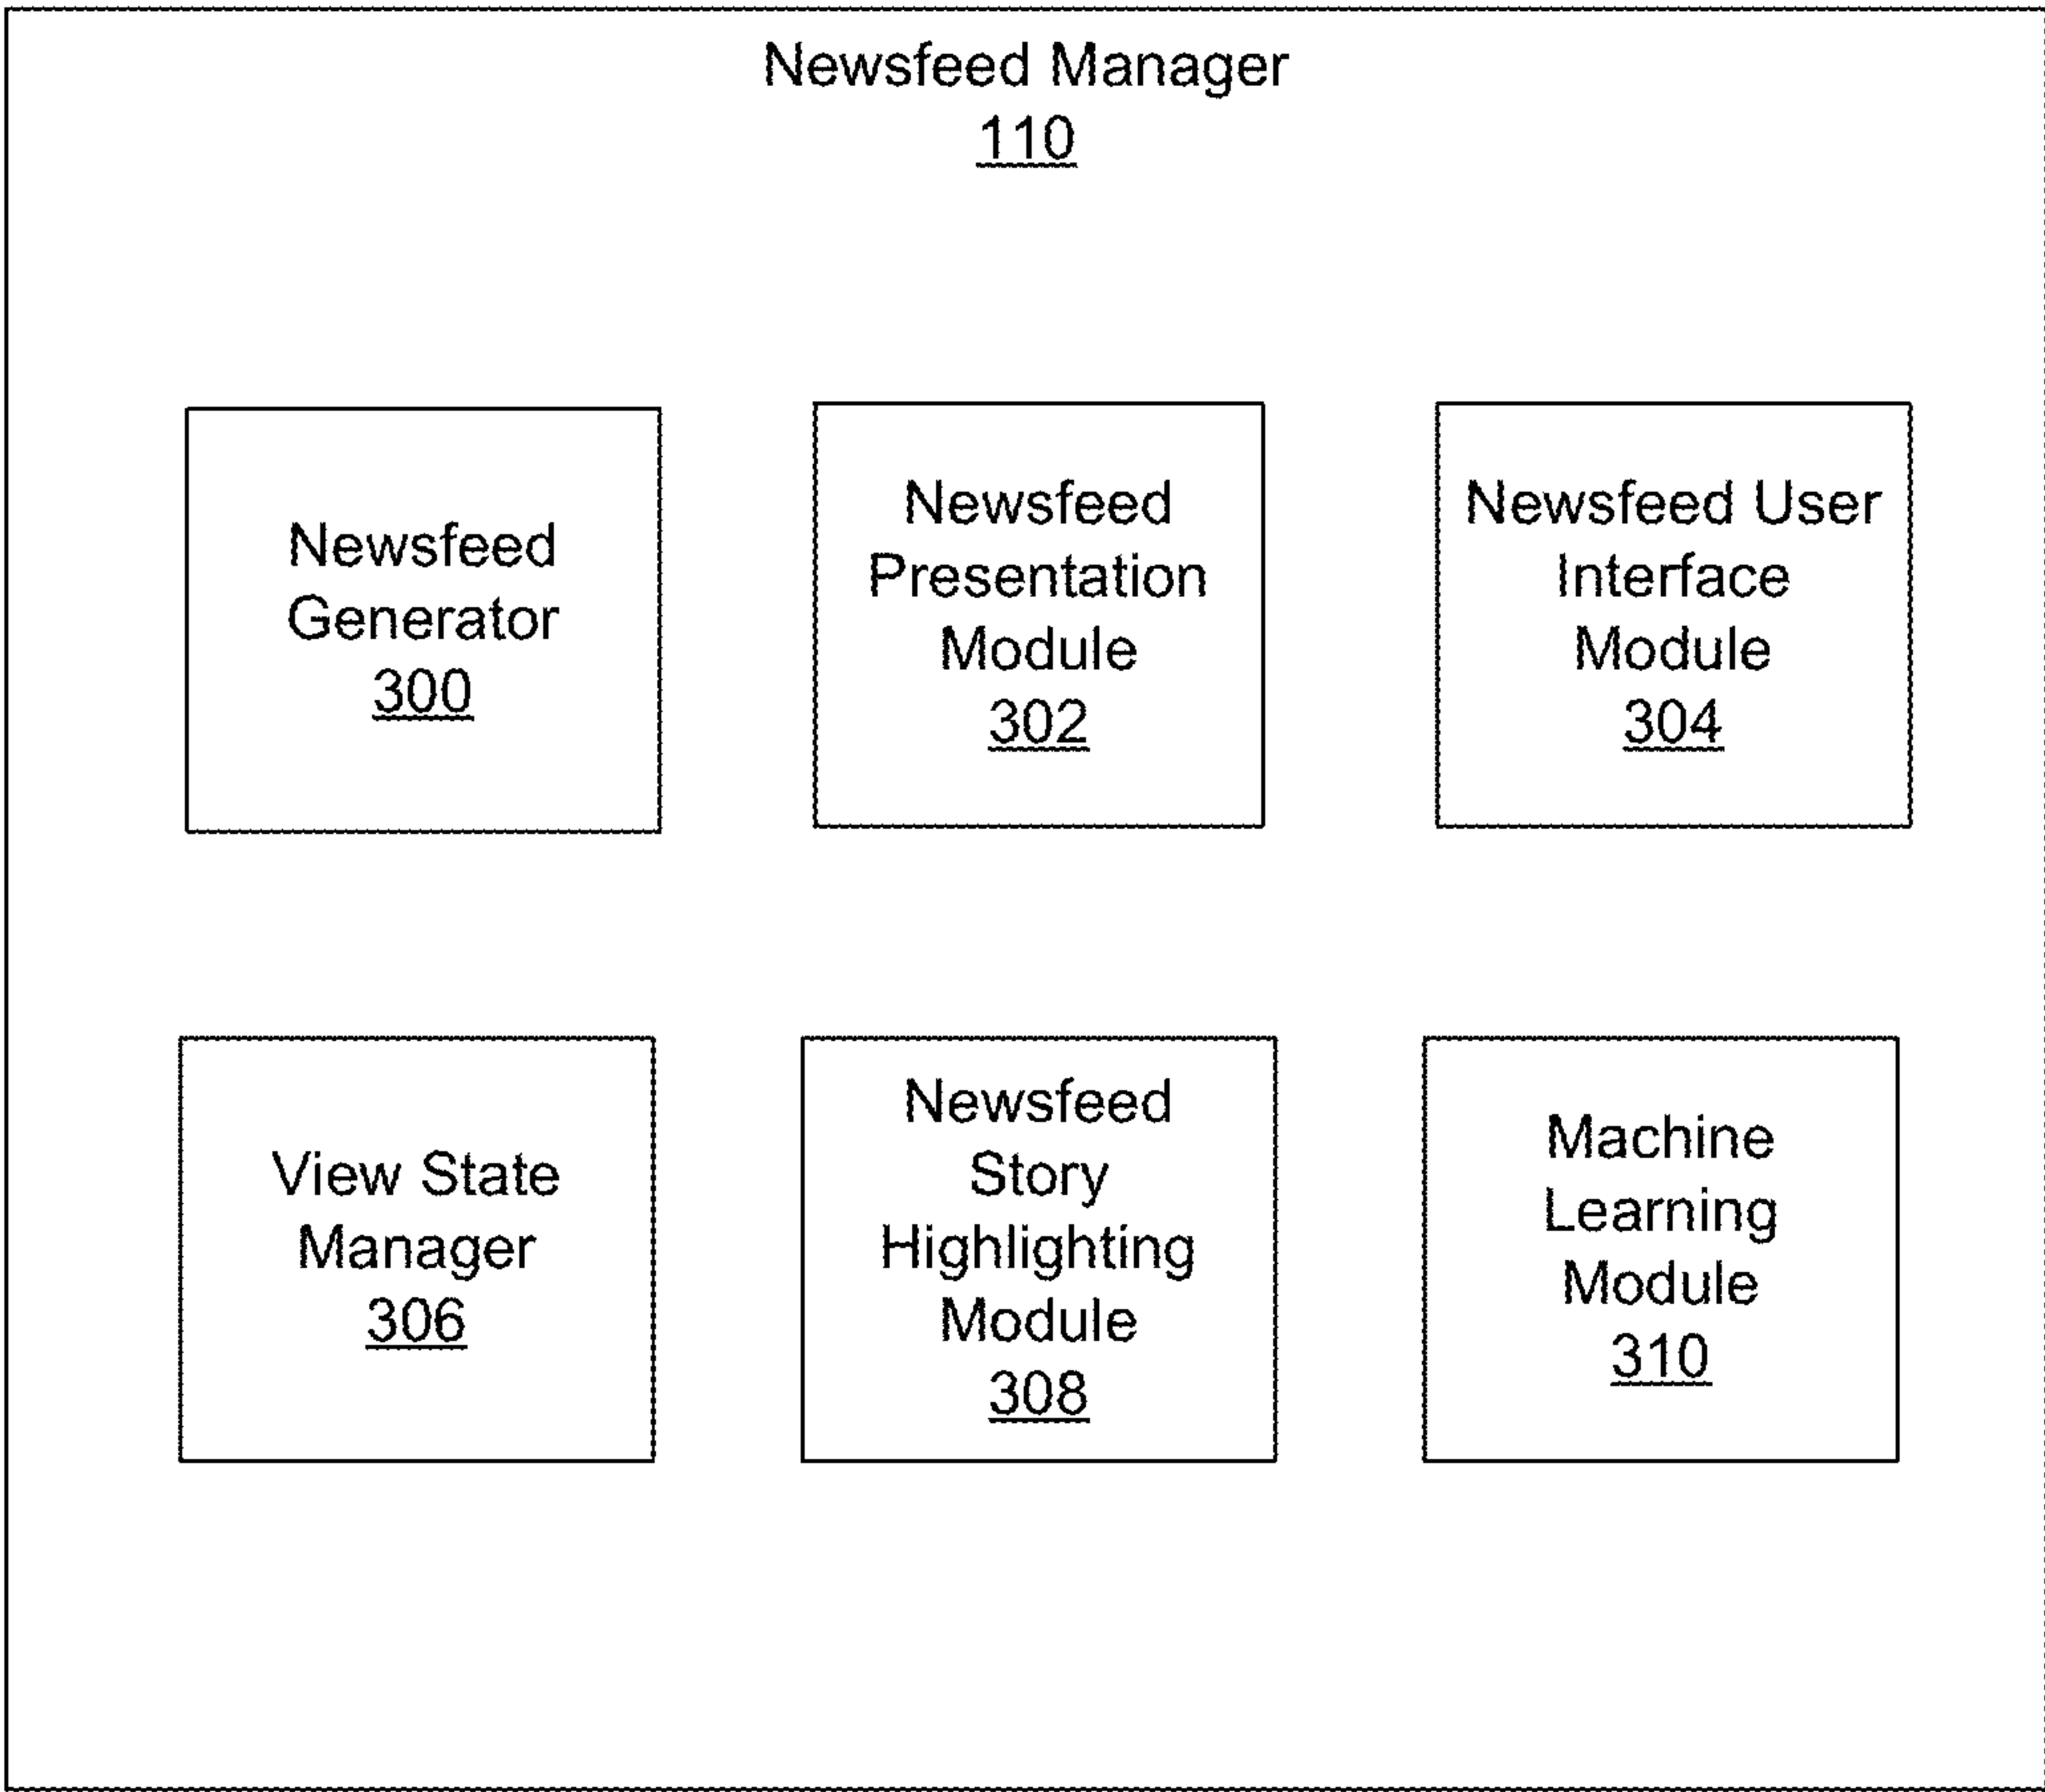 Newsfeed Manager
110
Newsfeed
Generator
300
Newsfeed
Presentation
Module
302
Newsfeed User
Interface
Module
304
View State
Manager
306
Newsfeed
Story
Highlighting
Module
308
Machine
Learning
Module
310